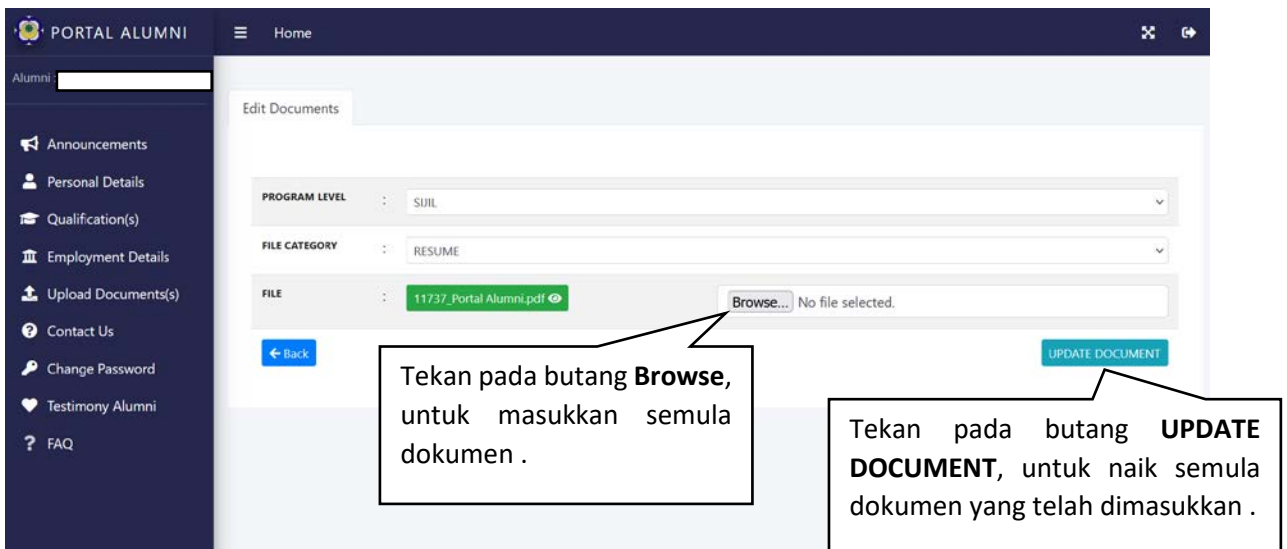 PORTAL ALUMNI
Home
Alumni :
Edit Documents
Announcements
Personal Details
Qualification(s)
Employment Details
Upload Documents(s)
Contact Us
Change Password
Testimony Alumni
FAQ
PROGRAM LEVEL : SIJIL
FILE CATEGORY : RESUME
FILE : 11737_Portal Alumni.pdf Browse... No file selected.
Back
UPDATE DOCUMENT
Tekan pada butang Browse,
untuk masukkan semula
dokumen .
Tekan pada butang UPDATE
DOCUMENT, untuk naik semula
dokumen yang telah dimasukkan .